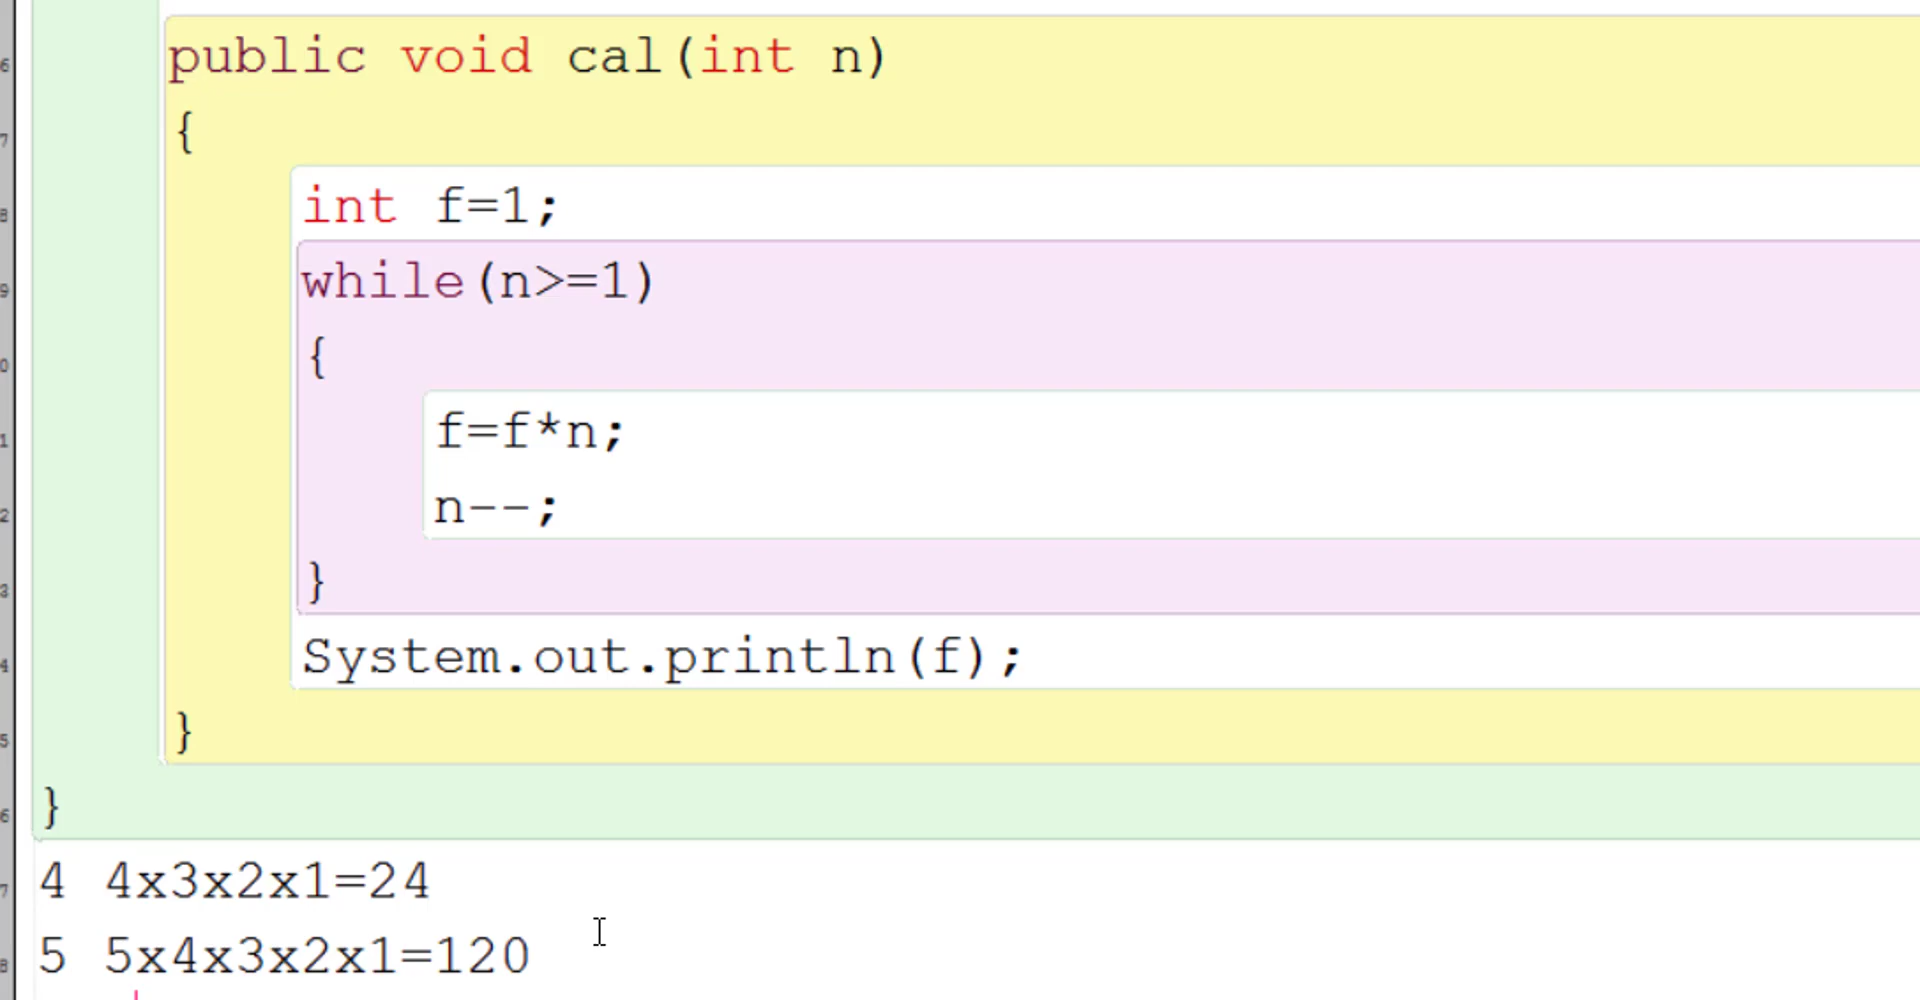 public void cal(int n)
{
int f=1;
while(n>=1)
{
f=f*n;
n--;
}
System.out.println(f);
}
}
4 4x3x2x1=24
5 5x4x3x2x1=120